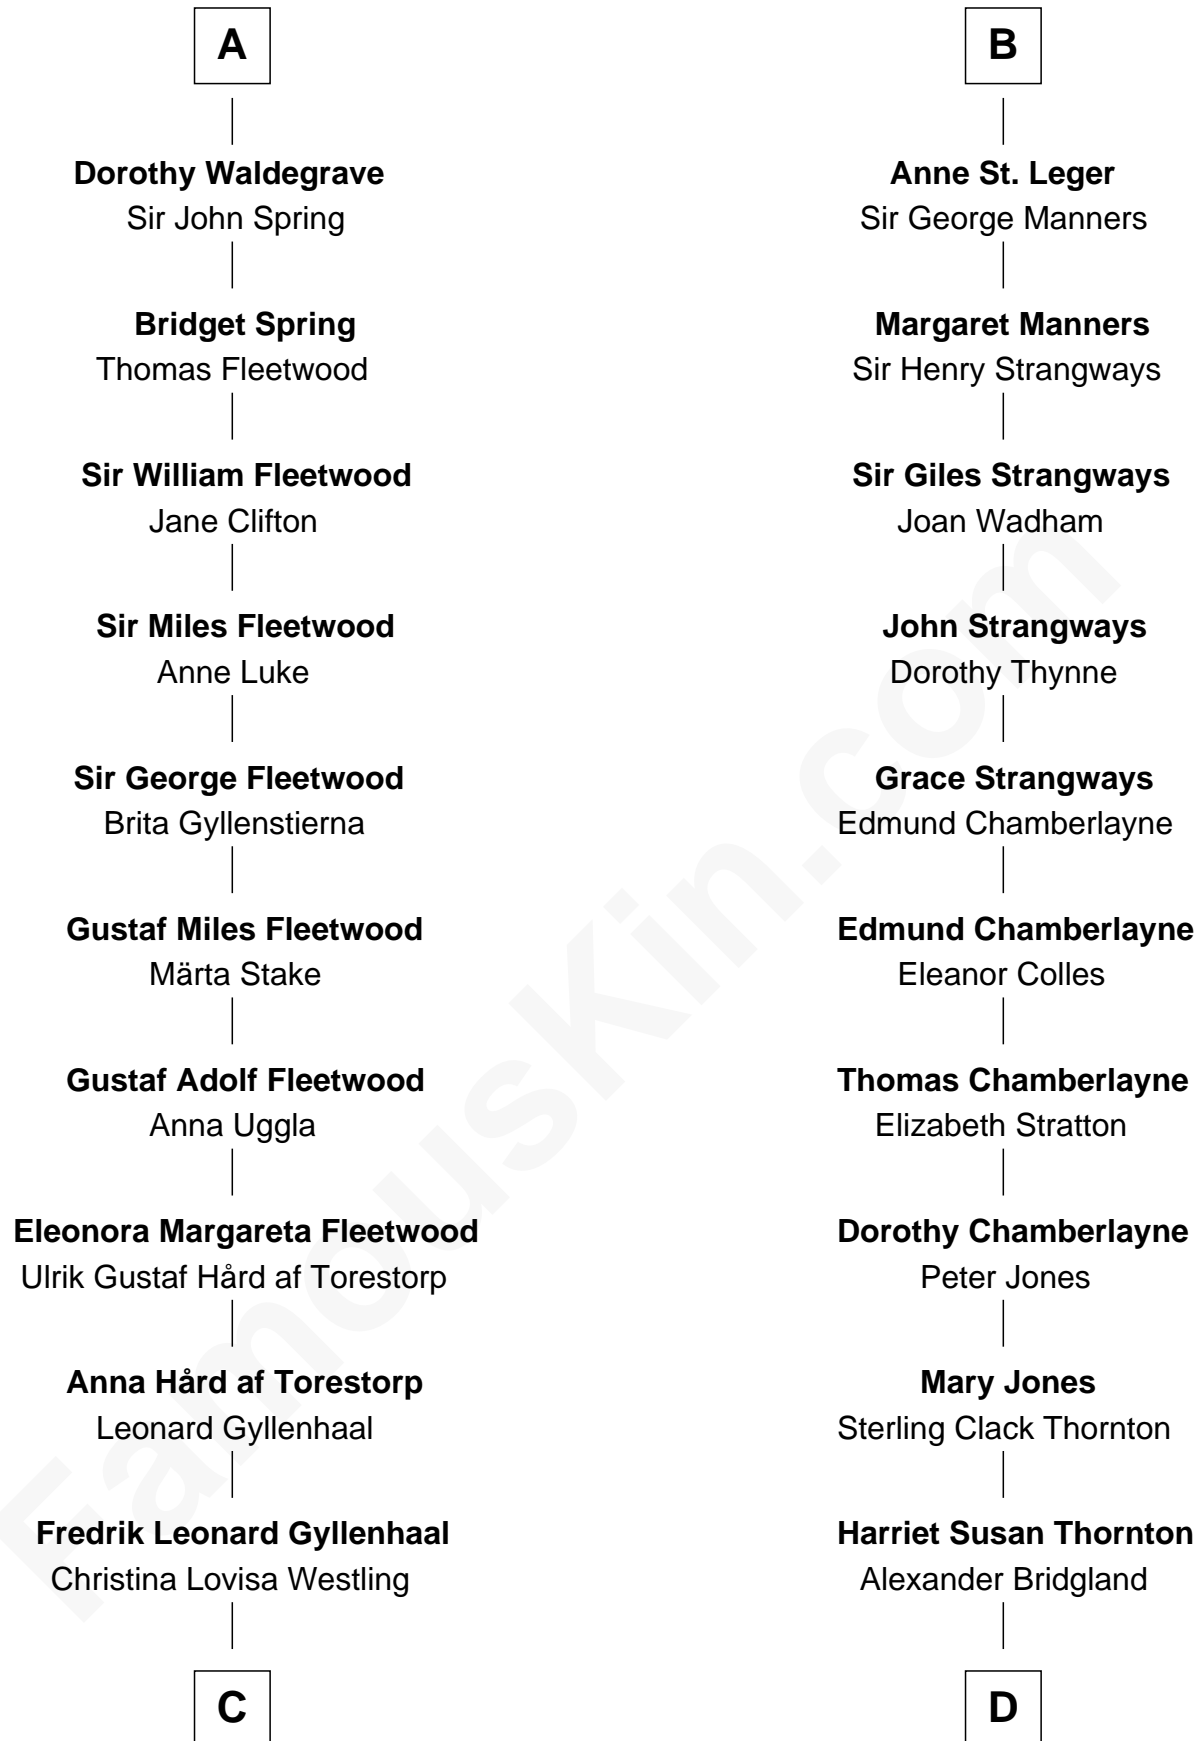 A
Dorothy Waldegrave
Sir John Spring
Bridget Spring
Thomas Fleetwood
Sir William Fleetwood
Jane Clifton
Sir Miles Fleetwood
Anne Luke
Sir George Fleetwood
Brita Gyllenstierna
Gustaf Miles Fleetwood
Märta Stake
Gustaf Adolf Fleetwood
Anna Uggla
Eleonora Margareta Fleetwood
Ulrik Gustaf Hård af Torestorp
Anna Hård af Torestorp
Leonard Gyllenhaal
Fredrik Leonard Gyllenhaal
Christina Lovisa Westling
C
B
Anne St. Leger
Sir George Manners
Margaret Manners
Sir Henry Strangways
Sir Giles Strangways
Joan Wadham
John Strangways
Dorothy Thynne
Grace Strangways
Edmund Chamberlayne
Edmund Chamberlayne
Eleanor Colles
Thomas Chamberlayne
Elizabeth Stratton
Dorothy Chamberlayne
Peter Jones
Mary Jones
Sterling Clack Thornton
Harriet Susan Thornton
Alexander Bridgland
D
FamousKin.com